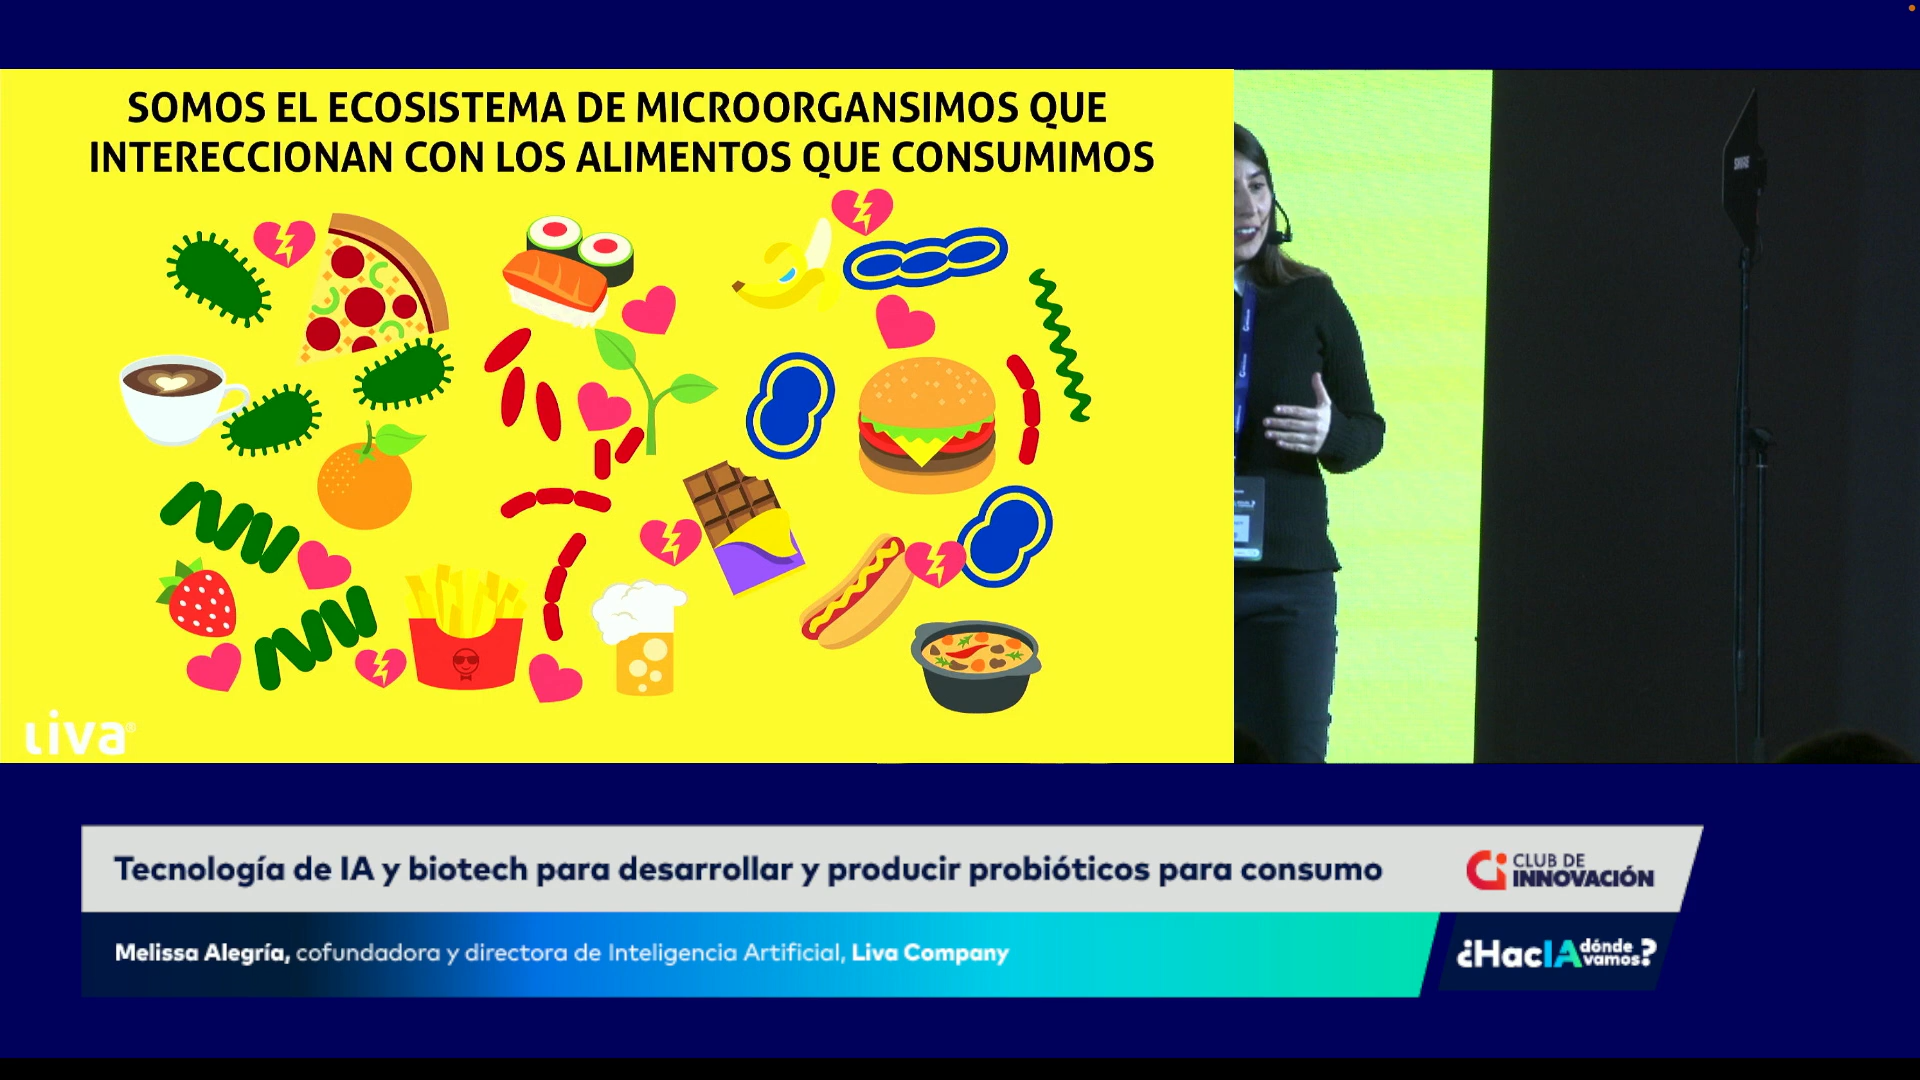 SOMOS EL ECOSISTEMA DE MICROORGANSIMOS QUE
INTERECCIONAN CON LOS ALIMENTOS QUE CONSUMIMOS
SHURE
liva®
Tecnología de IA y biotech para desarrollar y producir probióticos para consumo
CLUB DE
INNOVACIÓN
Melissa Alegría, cofundadora y directora de Inteligencia Artificial, Liva Company
¿HacIA dónde
vamos?